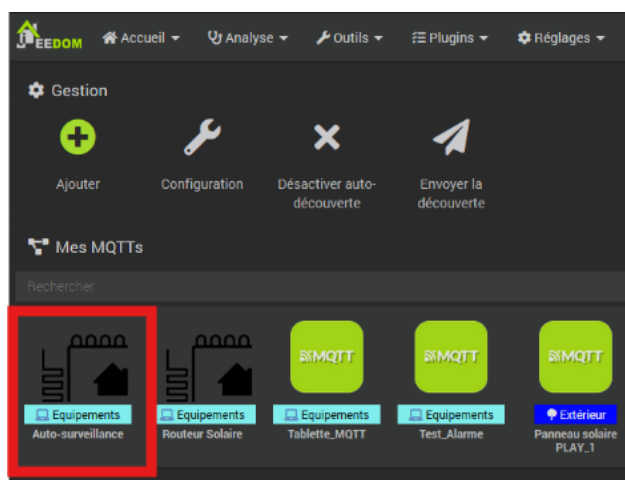 JEEDOM Accueil Analyse Outils Plugins Réglages
Gestion
Ajouter Configuration Désactiver auto-découverte Envoyer la découverte
Mes MQTTs
Rechercher
MQTT MQTT MQTT
Equipements Equipements Equipements Equipements Extérieur
Auto-surveillance Routeur Solaire Tablette_MQTT Test_Alarme Panneau solaire
PLAY_1